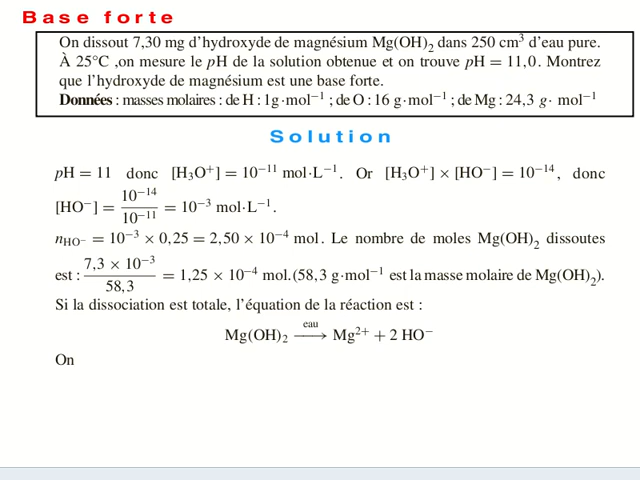 Base forte
On dissout 7,30 mg d'hydroxyde de magnésium Mg(OH)₂ dans 250 cm³ d'eau pure.
À 25°C ,on mesure le pH de la solution obtenue et on trouve pH = 11,0. Montrez
que l'hydroxyde de magnésium est une base forte.
Données : masses molaires : de H : 1g·mol⁻¹ ; de O : 16 g·mol⁻¹ ; de Mg : 24,3 g· mol⁻¹
Solution
pH = 11 donc [H₃O⁺] = 10⁻¹¹ mol·L⁻¹. Or [H₃O⁺] × [HO⁻] = 10⁻¹⁴, donc
[HO⁻] = 10⁻¹⁴ / 10⁻¹¹ = 10⁻³ mol·L⁻¹.
n_HO⁻ = 10⁻³ × 0,25 = 2,50 × 10⁻⁴ mol. Le nombre de moles Mg(OH)₂ dissoutes
est : 7,3 × 10⁻³ / 58,3 = 1,25 × 10⁻⁴ mol.(58,3 g·mol⁻¹ est la masse molaire de Mg(OH)₂).
Si la dissociation est totale, l'équation de la réaction est :
Mg(OH)₂ eau ⟶ Mg²⁺ + 2 HO⁻
On